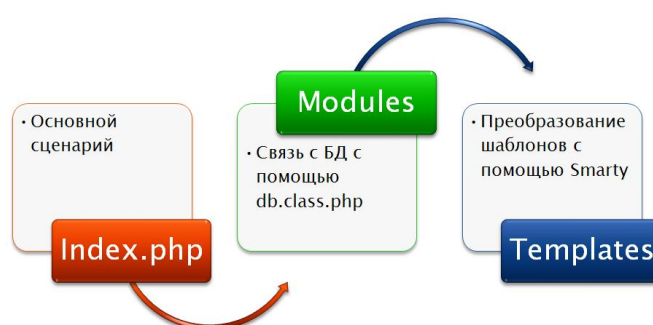 · Основной
сценарий
Index.php
Modules
· Связь с БД с
помощью
db.class.php
· Преобразование
шаблонов с
помощью Smarty
Templates